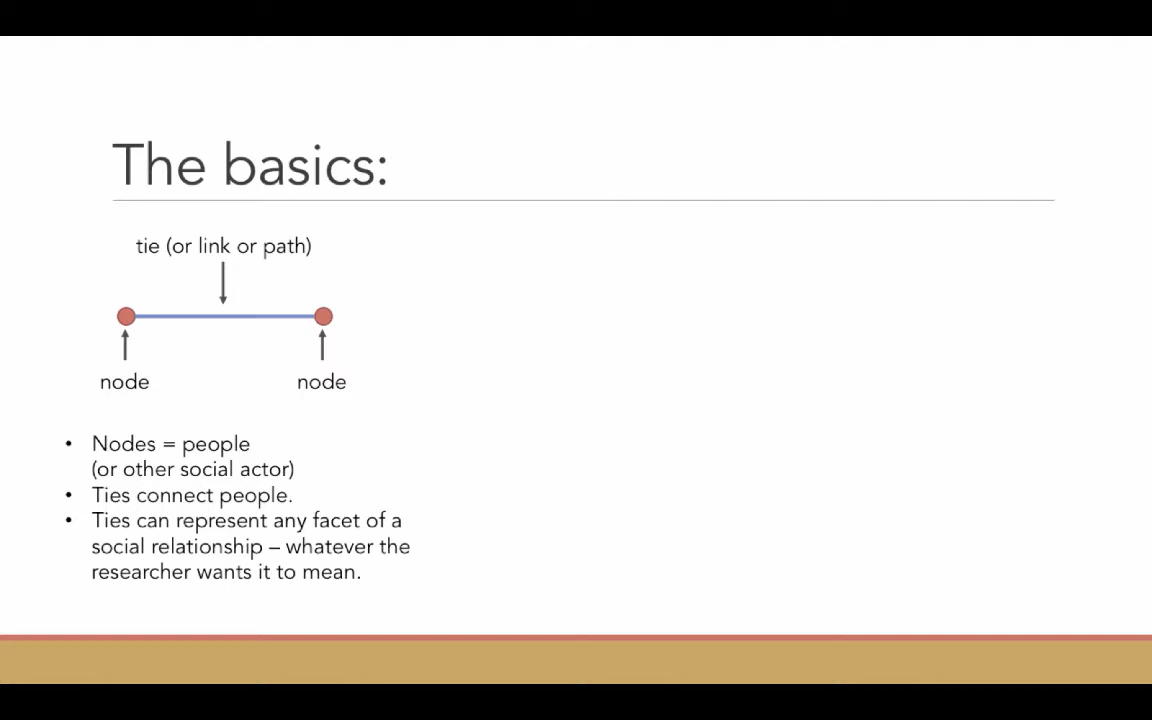 The basics:
tie (or link or path)
node
node
• Nodes = people
(or other social actor)
• Ties connect people.
• Ties can represent any facet of a
social relationship – whatever the
researcher wants it to mean.